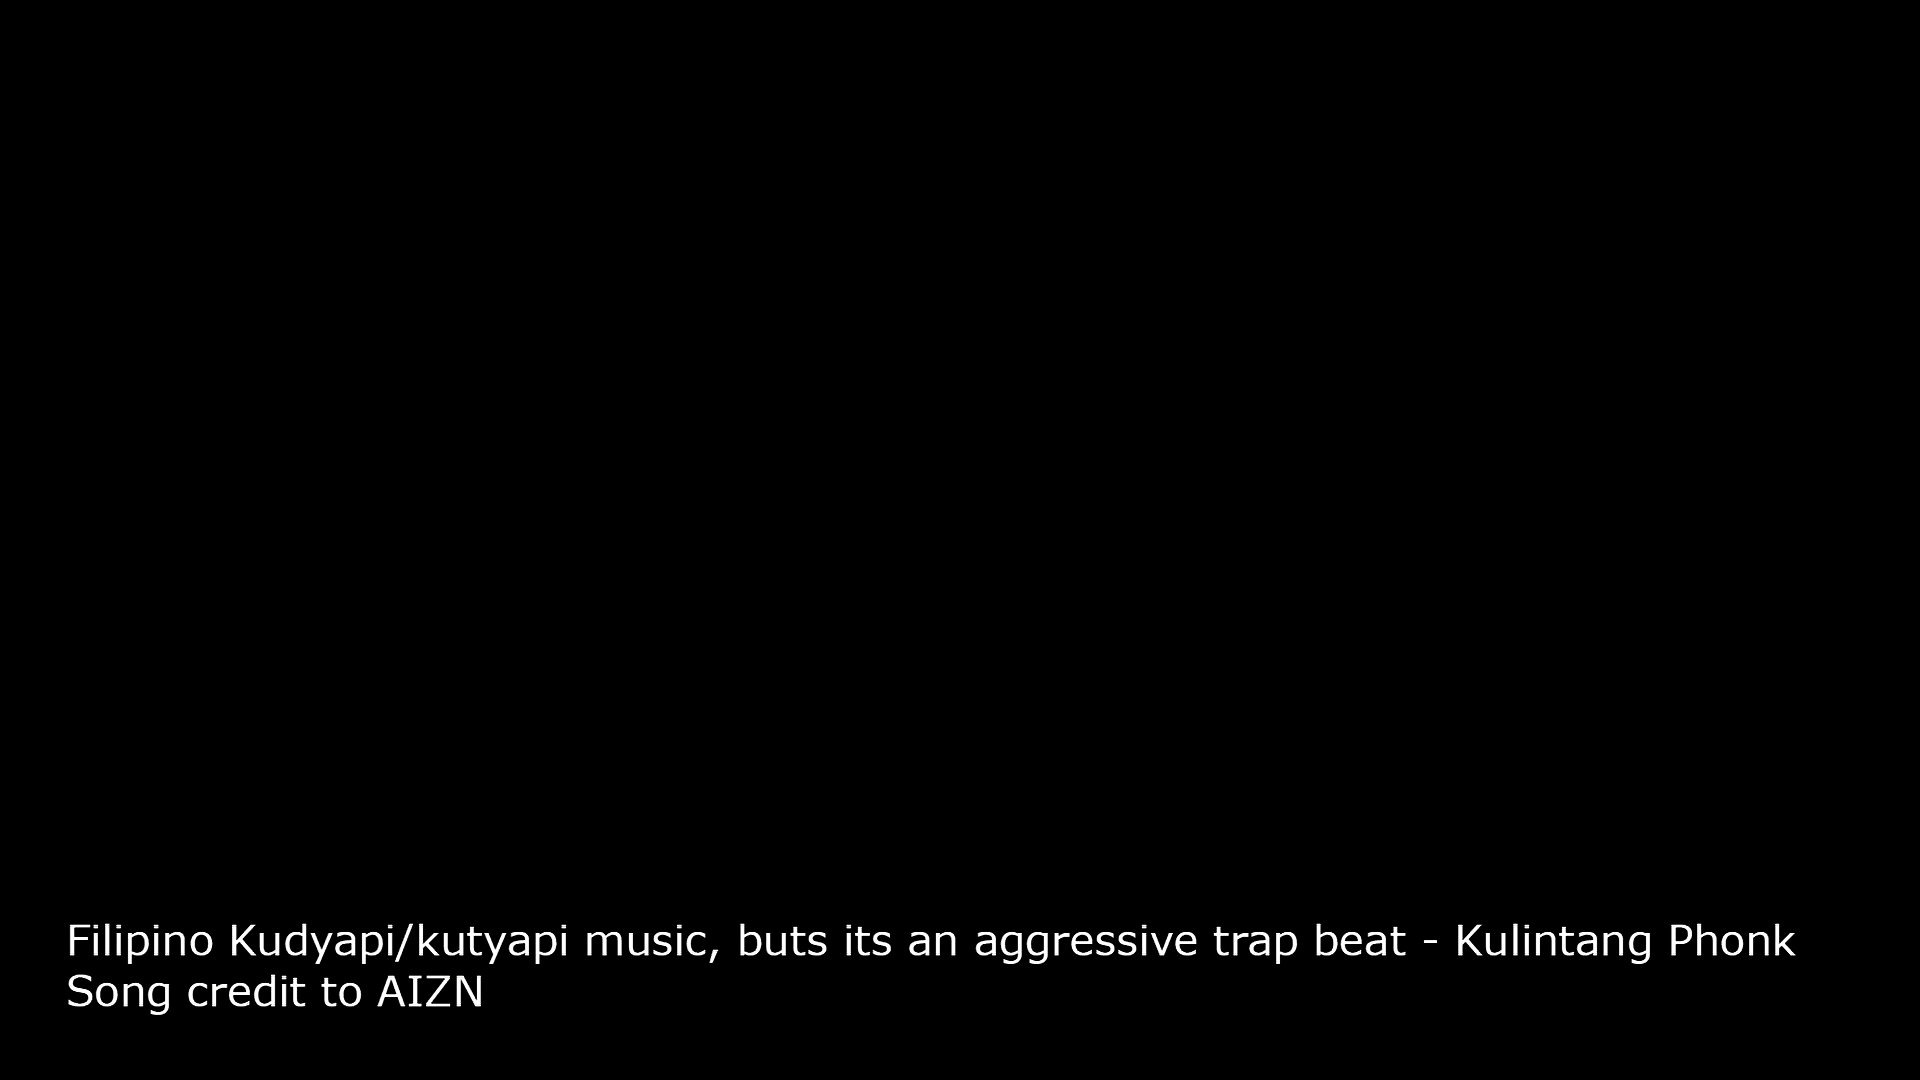 Filipino Kudyapi/kutyapi music, buts its an aggressive trap beat - Kulintang Phonk
Song credit to AIZN